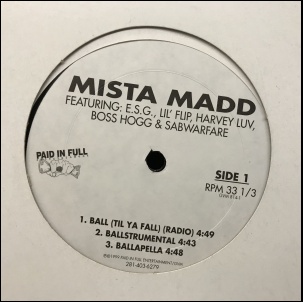 MISTA MADD
FEATURING: E.S.G., LIL' FLIP, HARVEY LUV,
BOSS HOGG & SABWARFARE
PAID IN FULL
SIDE 1
RPM 33 1/3
1. BALL (TIL YA FALL) (RADIO) 4:49
2. BALLSTRUMENTAL 4:43
3. BALLAPELLA 4:48
281-403-6279